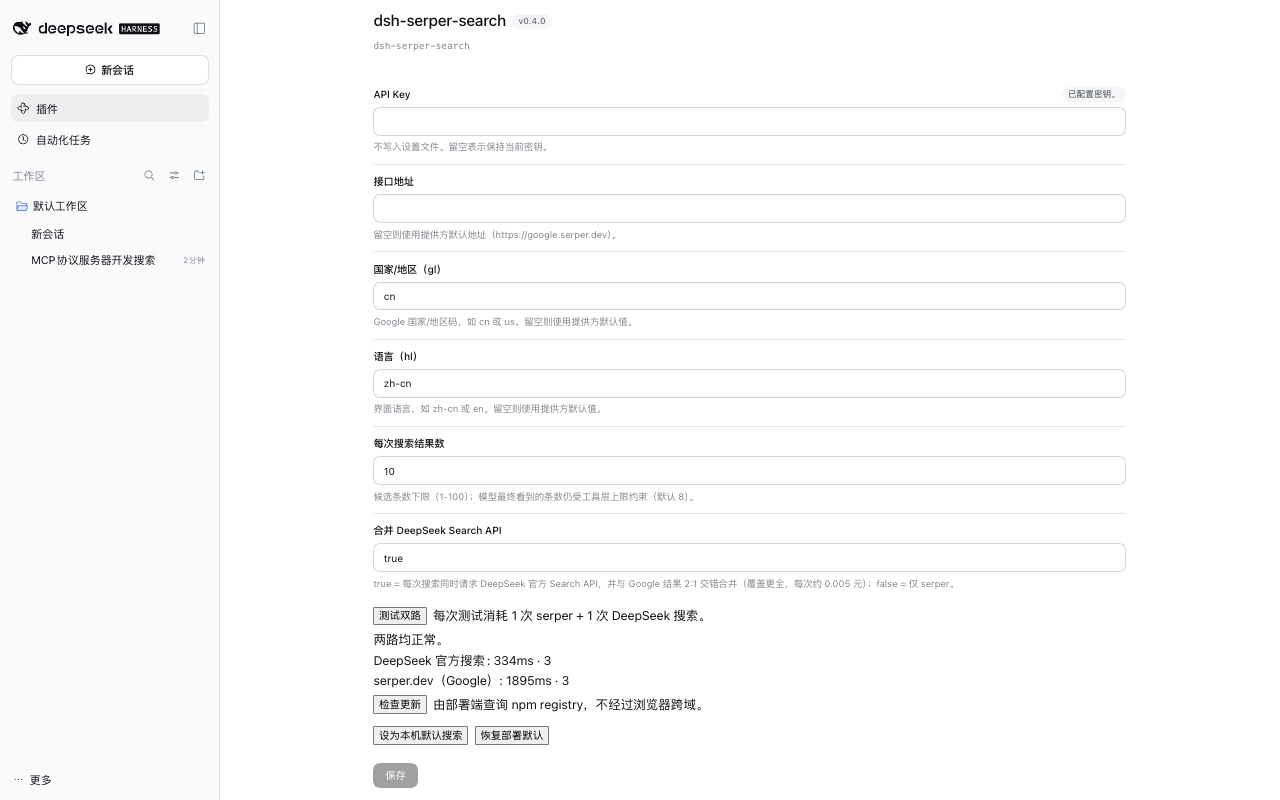 deepseek HARNESS
新会话
插件
自动化任务
工作区
默认工作区
新会话
MCP协议服务器开发搜索 2分钟
… 更多
dsh-serper-search v0.4.0
dsh-serper-search
API Key 已配置密钥。
不写入设置文件。留空表示保持当前密钥。
接口地址
留空则使用提供方默认地址（https://google.serper.dev）。
国家/地区（gl）
cn
Google 国家/地区码，如 cn 或 us。留空则使用提供方默认值。
语言（hl）
zh-cn
界面语言，如 zh-cn 或 en。留空则使用提供方默认值。
每次搜索结果数
10
候选条数下限（1-100）；模型最终看到的条数仍受工具层上限约束（默认 8）。
合并 DeepSeek Search API
true
true = 每次搜索同时请求 DeepSeek 官方 Search API，并与 Google 结果 2:1 交错合并（覆盖更全，每次约 0.005 元）；false = 仅 serper。
测试双路 每次测试消耗 1 次 serper + 1 次 DeepSeek 搜索。
两路均正常。
DeepSeek 官方搜索: 334ms · 3
serper.dev（Google）: 1895ms · 3
检查更新 由部署端查询 npm registry，不经过浏览器跨域。
设为本机默认搜索 恢复部署默认
保存